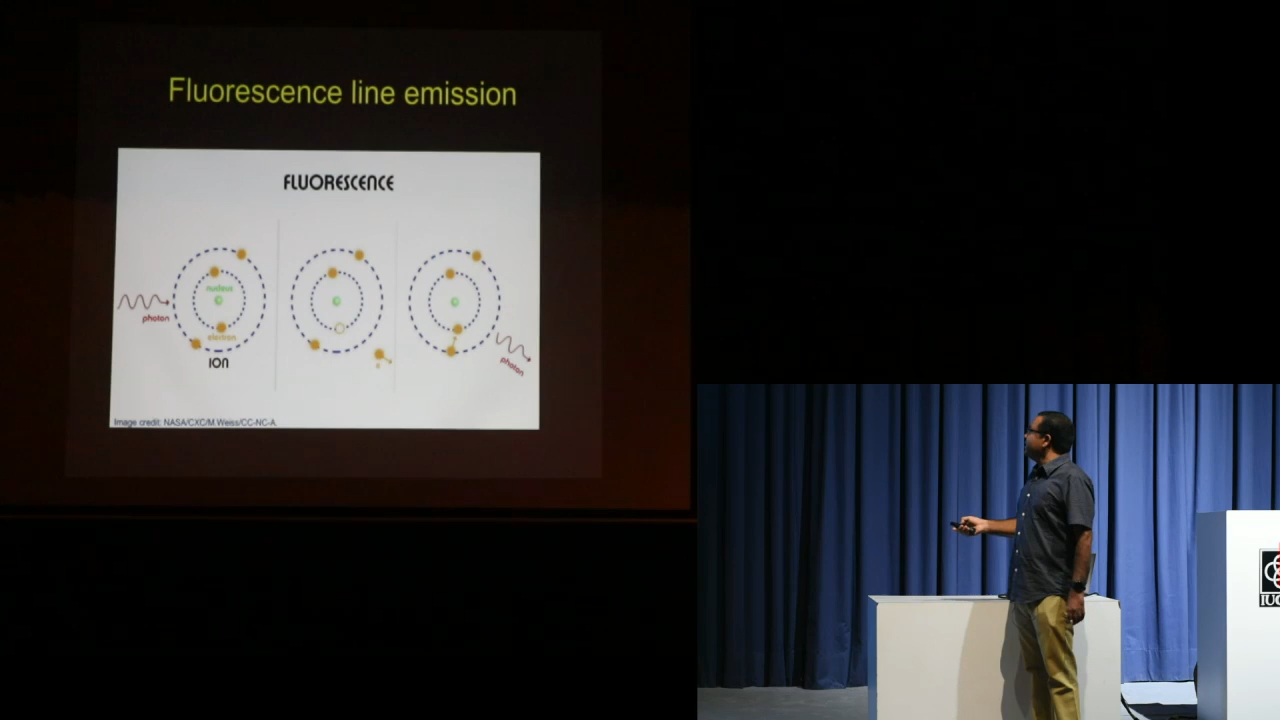 Fluorescence line emission
FLUORESCENCE
nucleus
photon
electron
ION
e
photon
Image credit: NASA/CXC/M.Weiss/CC-NC-A.